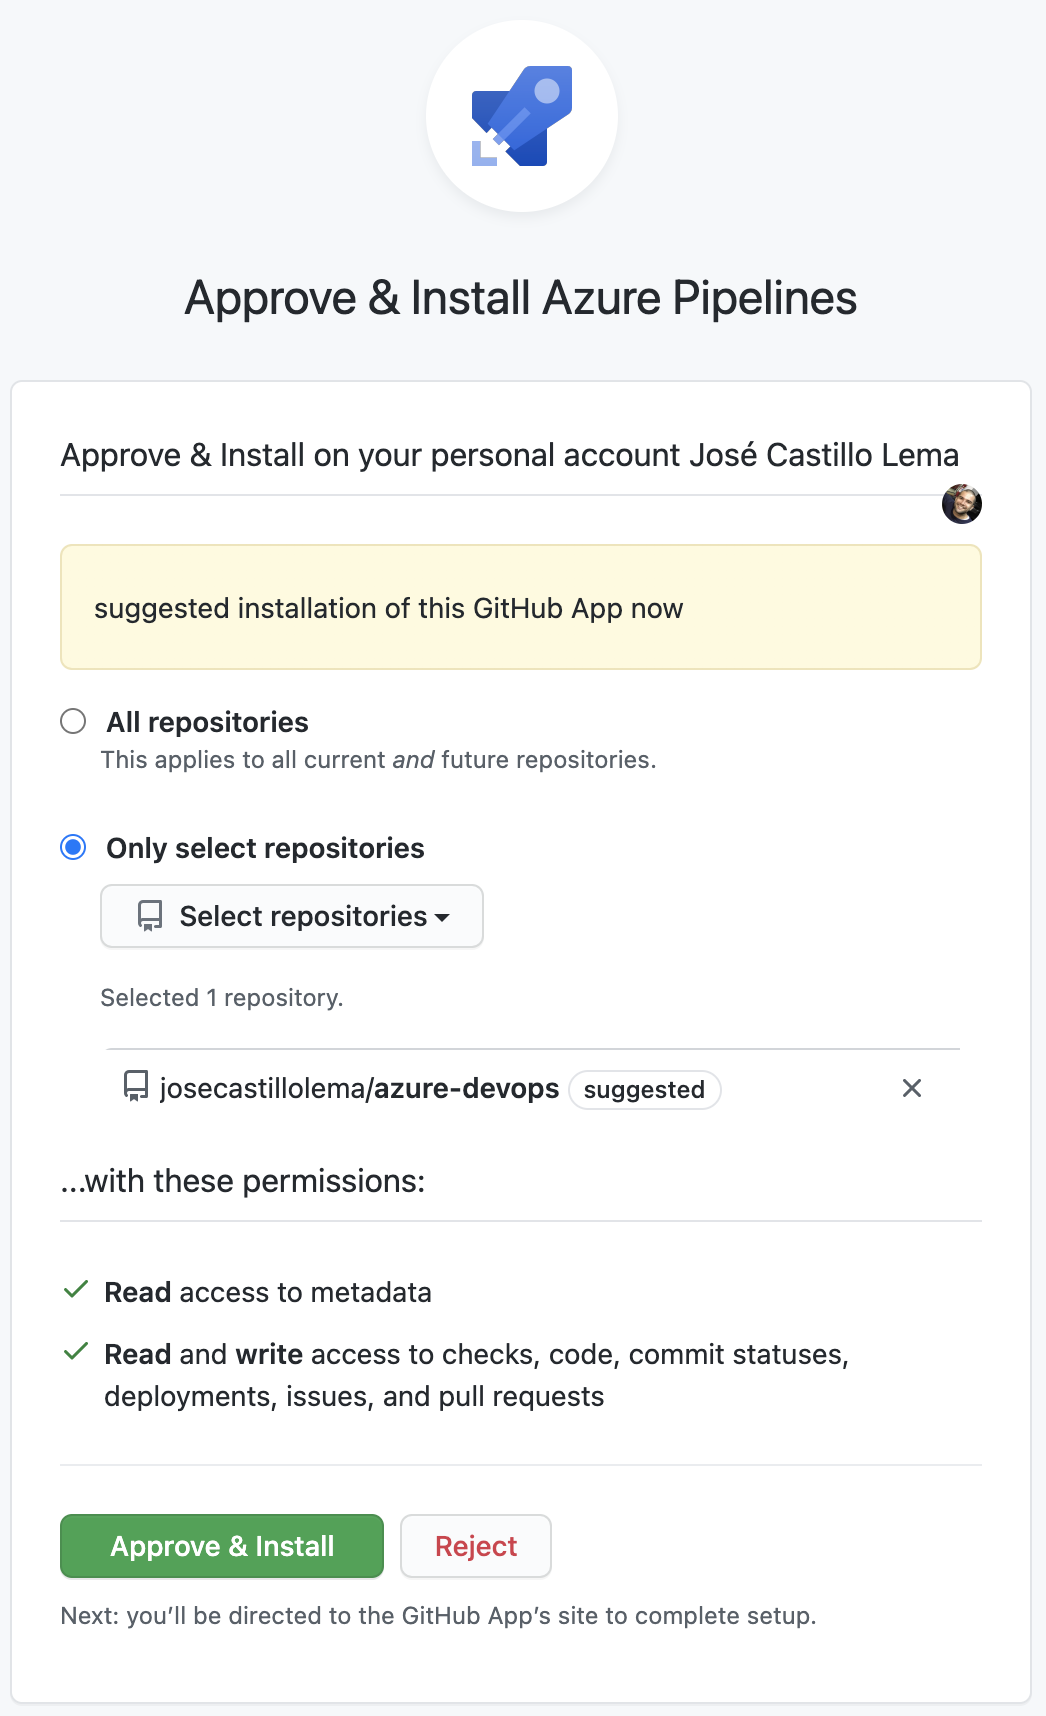 Approve & Install Azure Pipelines
Approve & Install on your personal account José Castillo Lema
suggested installation of this GitHub App now
All repositories
This applies to all current and future repositories.
Only select repositories
Select repositories
Selected 1 repository.
josecastillolema/azure-devops suggested
...with these permissions:
Read access to metadata
Read and write access to checks, code, commit statuses,
deployments, issues, and pull requests
Approve & Install Reject
Next: you’ll be directed to the GitHub App’s site to complete setup.